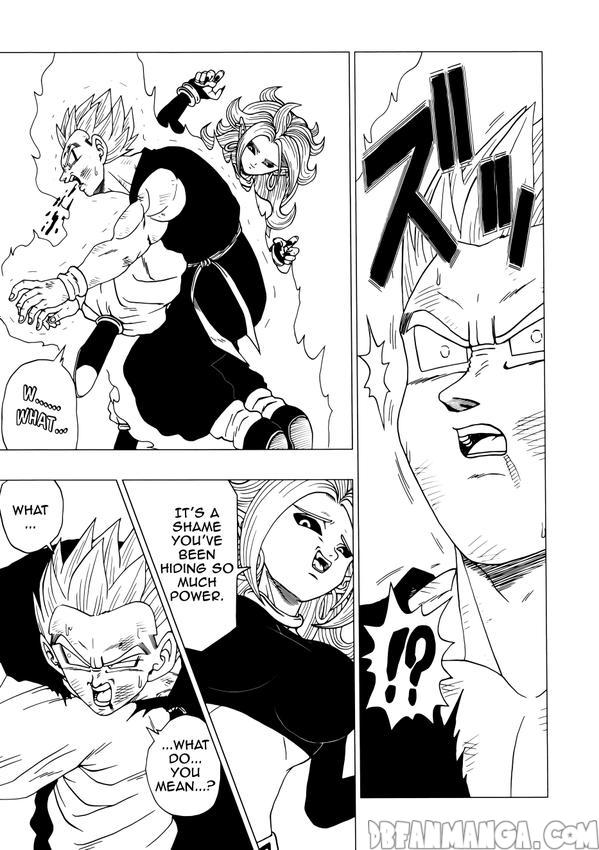 ズズッ
!?
W......
WHAT...
IT'S A
SHAME
YOU'VE
BEEN
HIDING SO
MUCH
POWER.
WHAT
...
...WHAT
DO...
YOU
MEAN...?
DBFANMANGA.COM